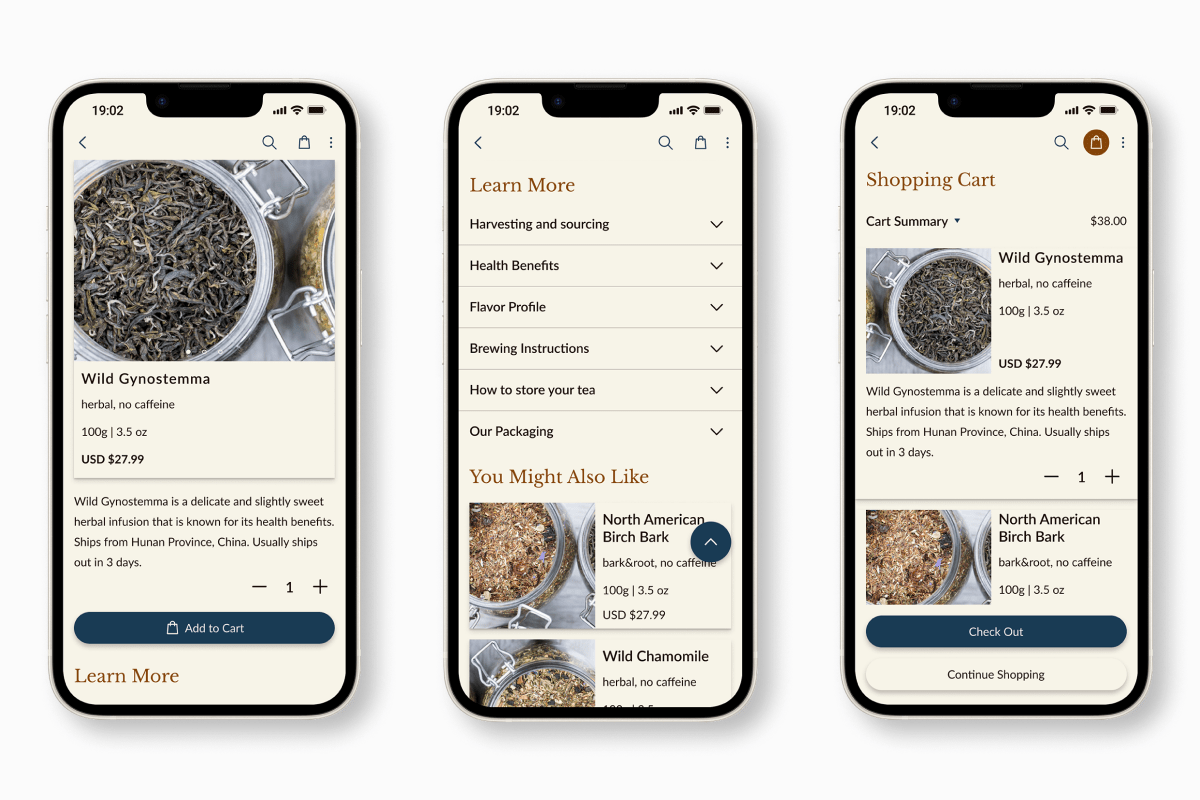 19:02
Wild Gynostemma
herbal, no caffeine
100g | 3.5 oz
USD $27.99
Wild Gynostemma is a delicate and slightly sweet
herbal infusion that is known for its health benefits.
Ships from Hunan Province, China. Usually ships
out in 3 days.
1
Add to Cart
Learn More
19:02
Learn More
Harvesting and sourcing
Health Benefits
Flavor Profile
Brewing Instructions
How to store your tea
Our Packaging
You Might Also Like
North American
Birch Bark
bark&root, no caffeine
100g | 3.5 oz
USD $27.99
Wild Chamomile
herbal, no caffeine
19:02
Shopping Cart
Cart Summary $38.00
Wild Gynostemma
herbal, no caffeine
100g | 3.5 oz
USD $27.99
Wild Gynostemma is a delicate and slightly sweet
herbal infusion that is known for its health benefits.
Ships from Hunan Province, China. Usually ships
out in 3 days.
1
North American
Birch Bark
bark&root, no caffeine
100g | 3.5 oz
Check Out
Continue Shopping